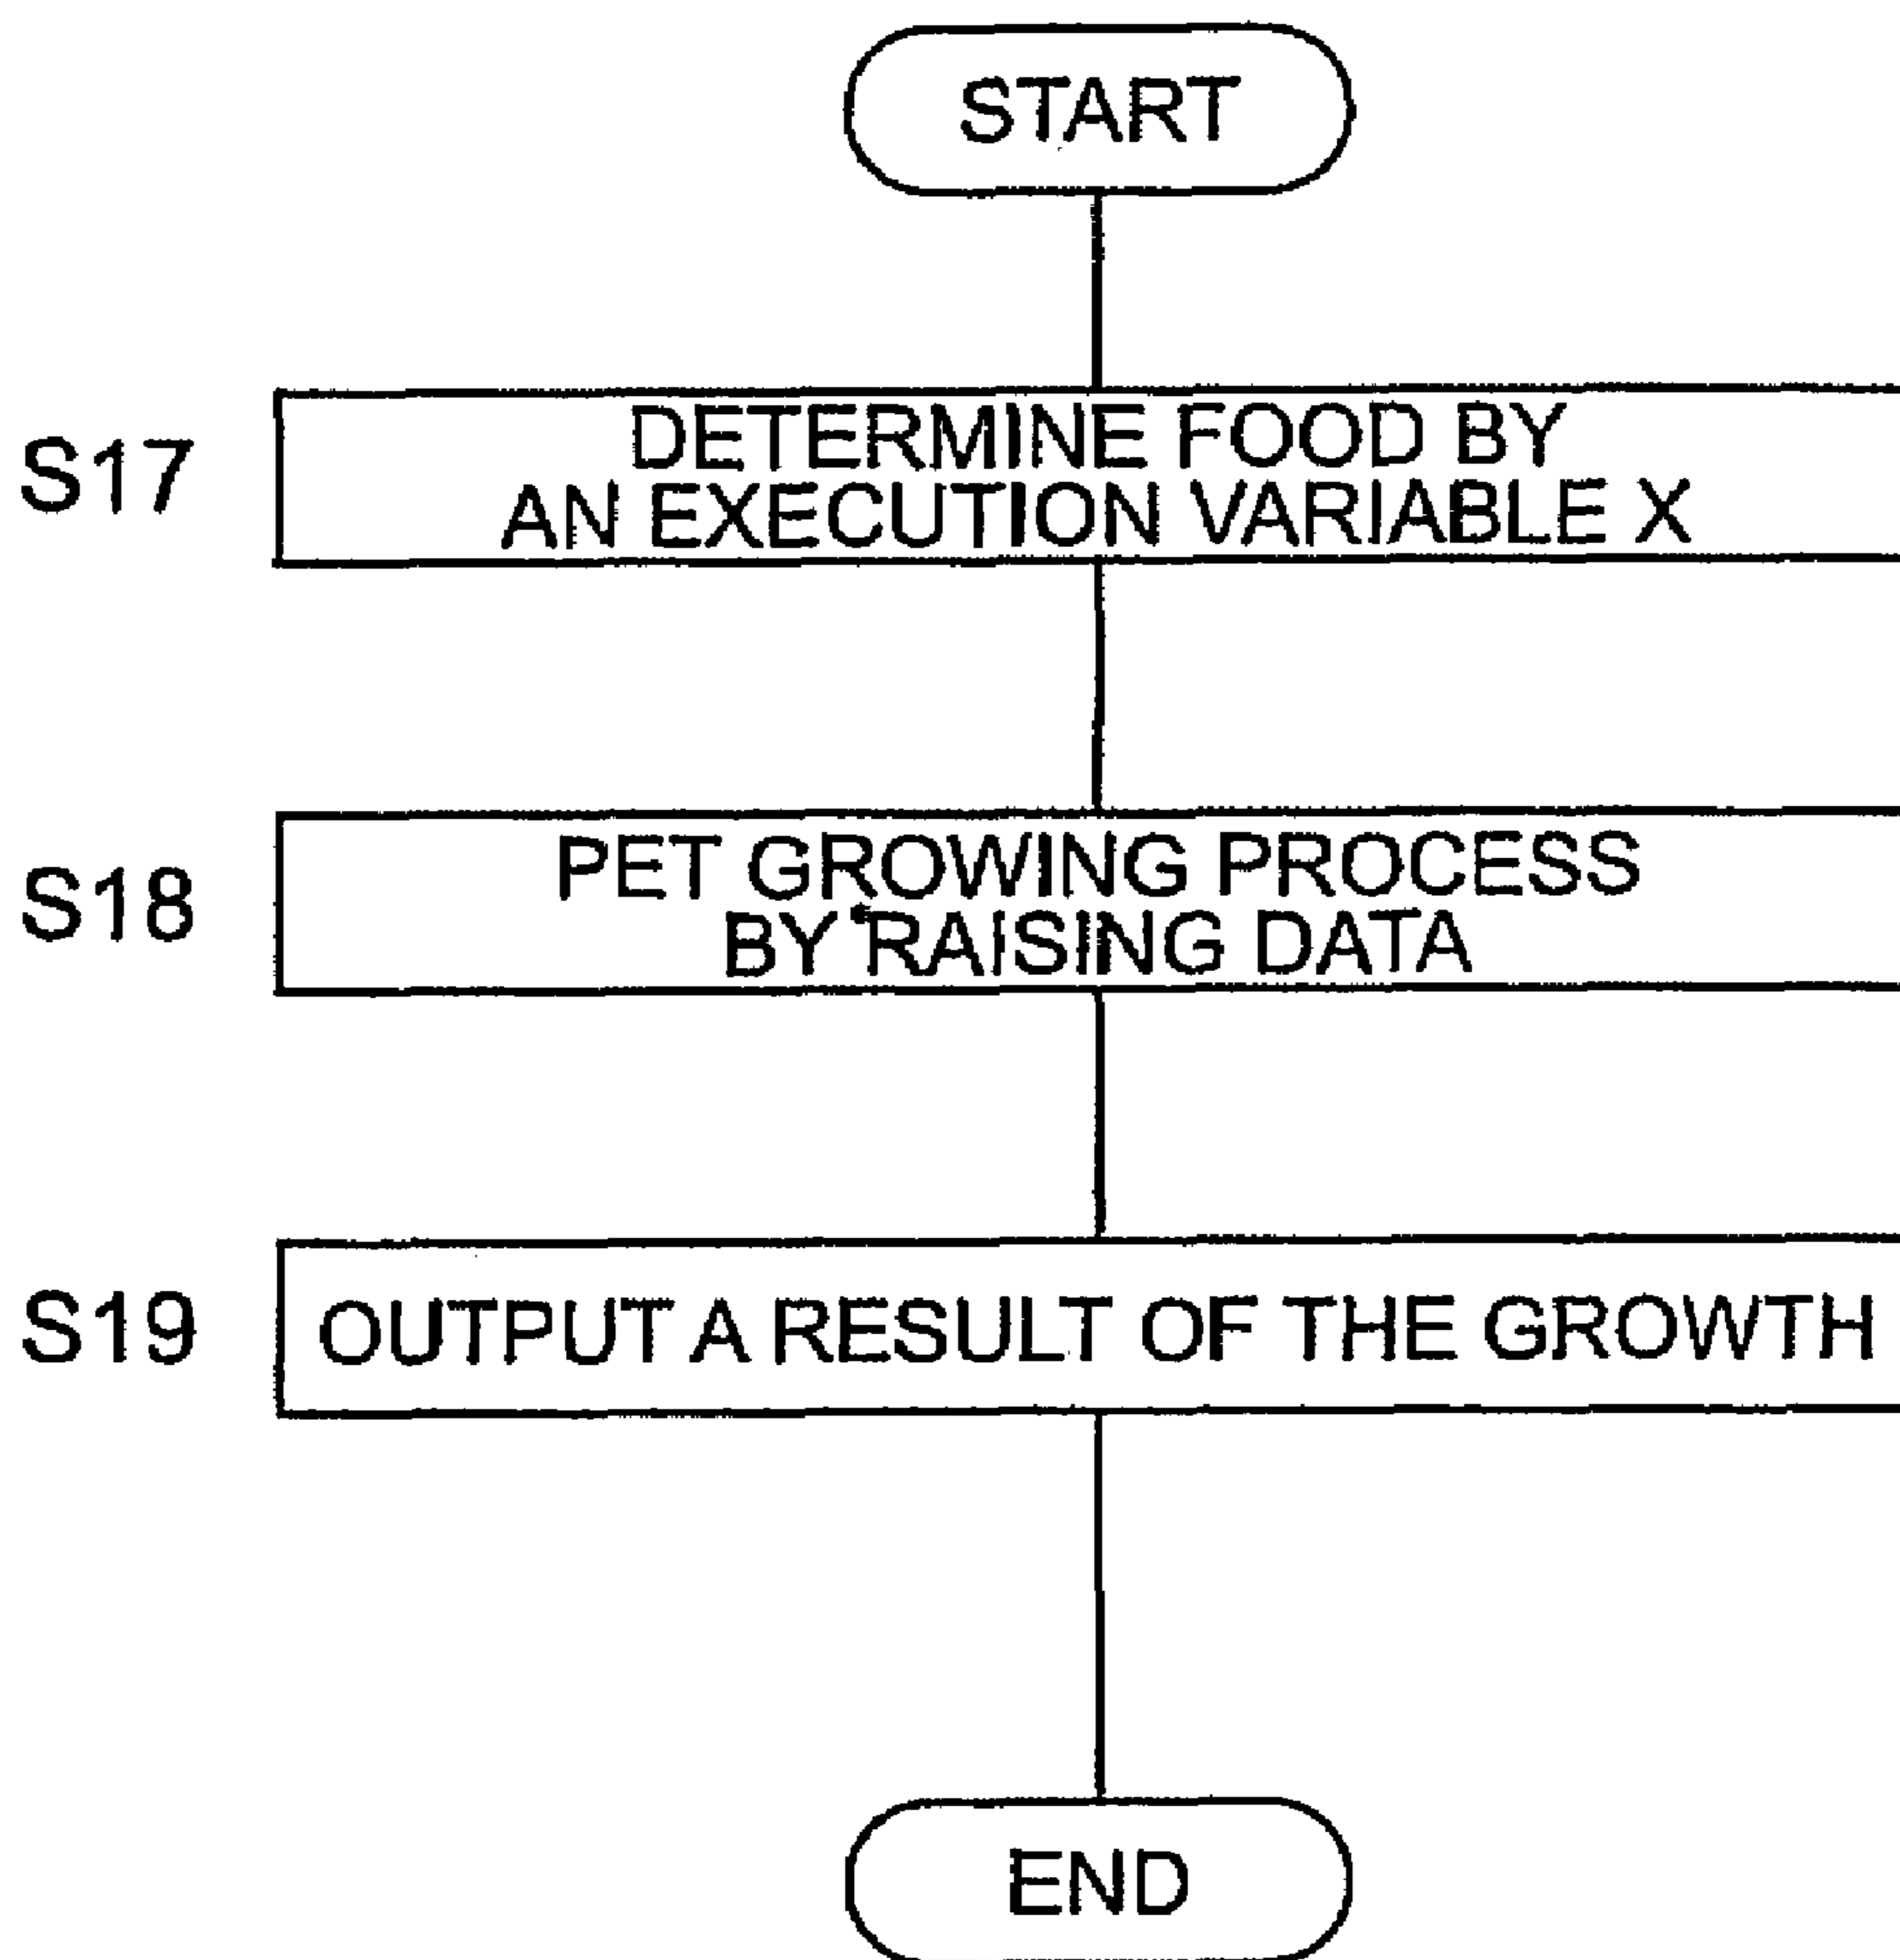 START
S17
DETERMINE FOOD BY
AN EXECUTION VARIABLE X
S18
PET GROWING PROCESS
BY RAISING DATA
S19
OUTPUT A RESULT OF THE GROWTH
END